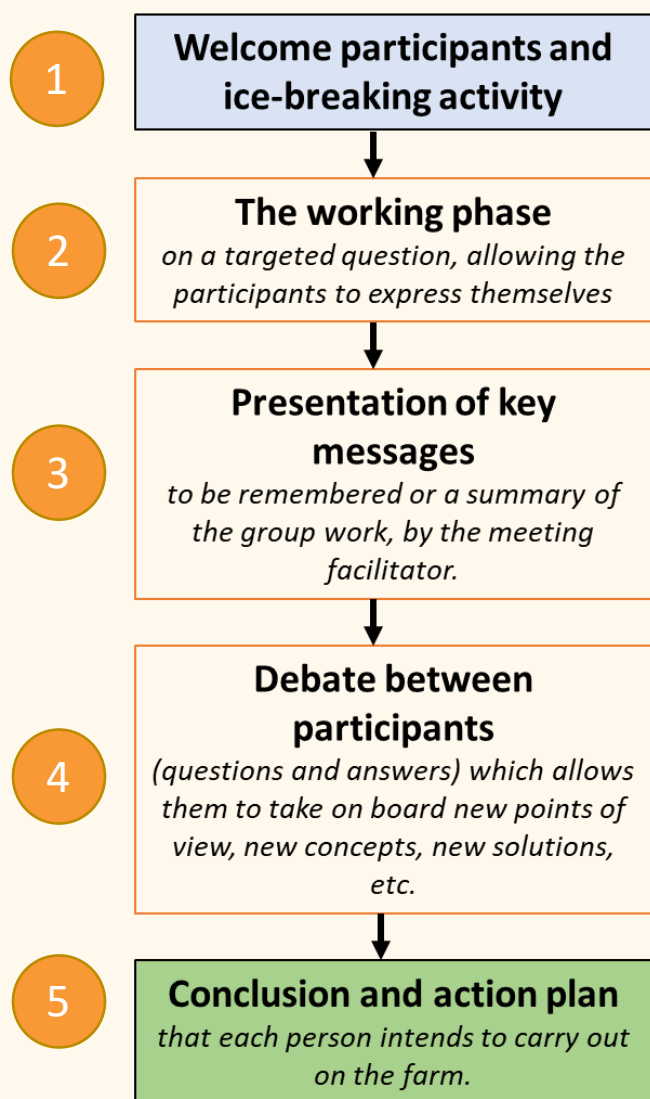 1
Welcome participants and
ice-breaking activity
2
The working phase
on a targeted question, allowing the
participants to express themselves
3
Presentation of key
messages
to be remembered or a summary of
the group work, by the meeting
facilitator.
4
Debate between
participants
(questions and answers) which allows
them to take on board new points of
view, new concepts, new solutions,
etc.
5
Conclusion and action plan
that each person intends to carry out
on the farm.